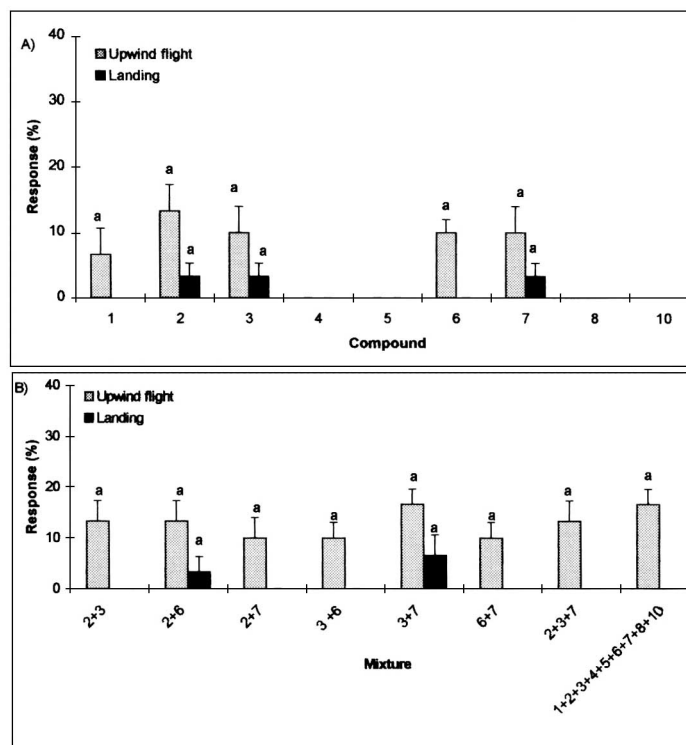 A)
40
30
20
10
0
Response (%)
Upwind flight
Landing
a
a
a
a
a
a
a
a
1 2 3 4 5 6 7 8 10
Compound
B)
40
30
20
10
0
Response (%)
Upwind flight
Landing
a
a
a
a
a
a
a
a
a
a
2+3
2+6
2+7
3 +6
3+7
6+7
2+3+7
1+2+3+4+5+6+7+8+10
Mixture